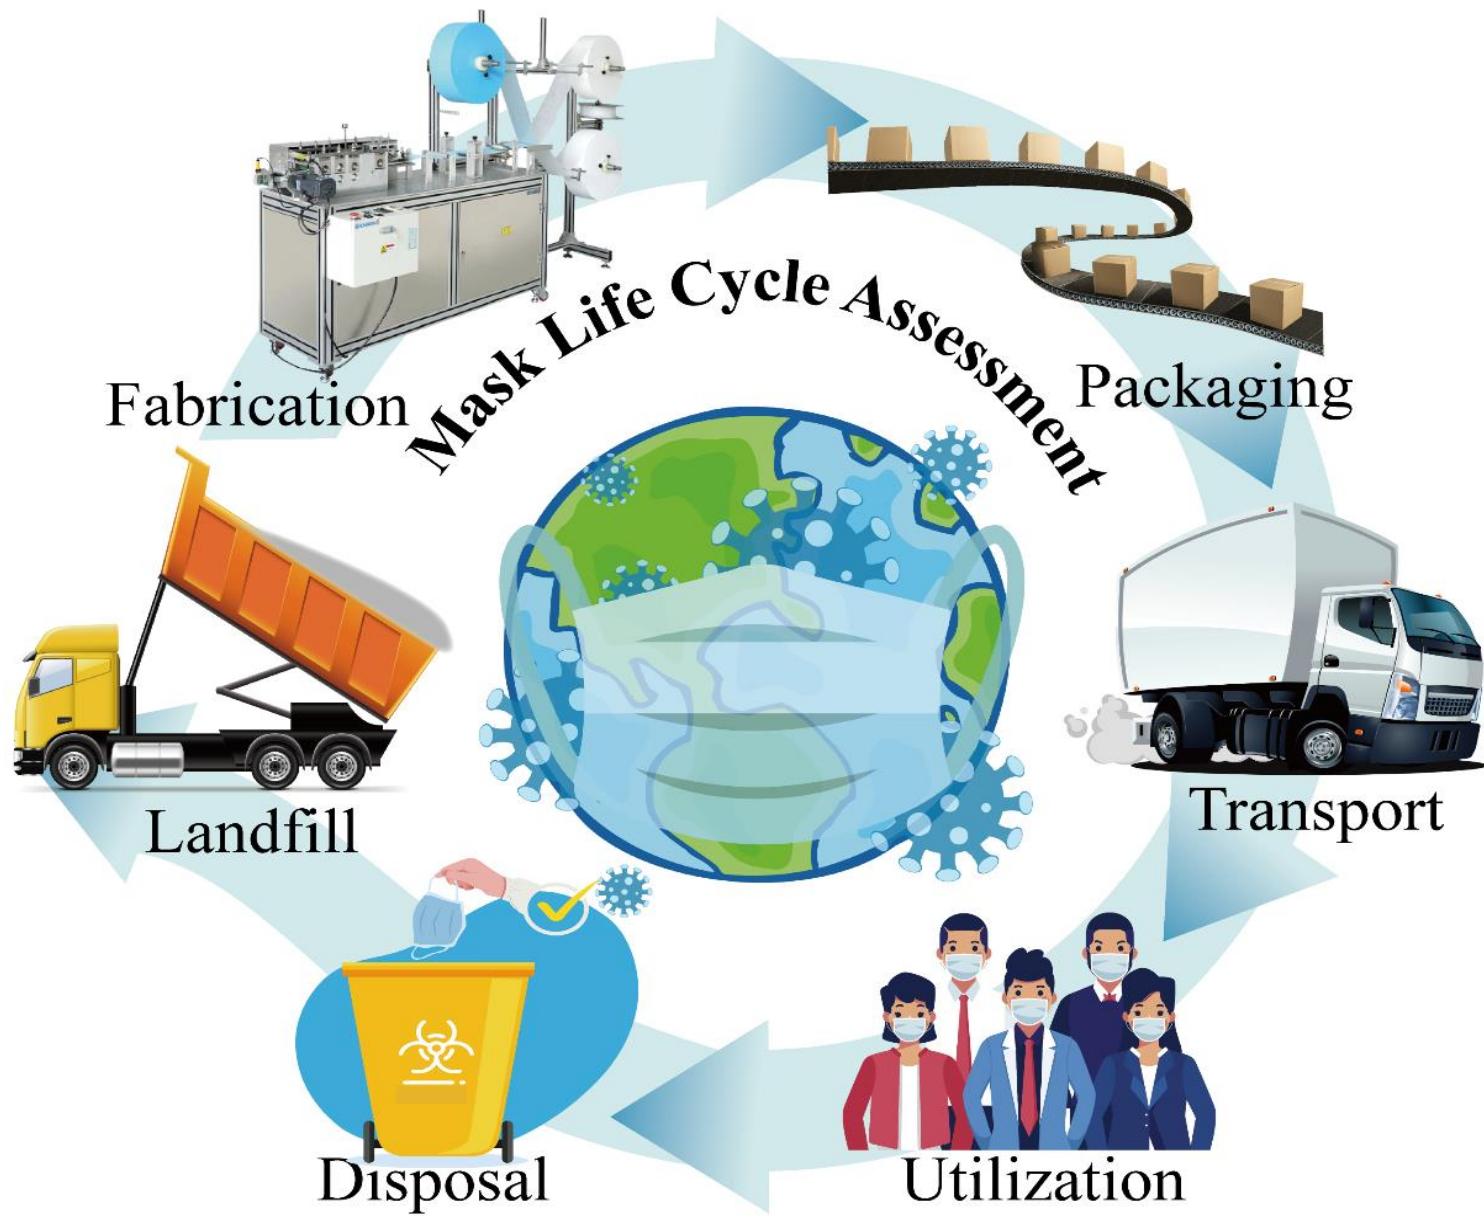 Mask Life Cycle Assessment
Fabrication
Packaging
Transport
Utilization
Disposal
Landfill